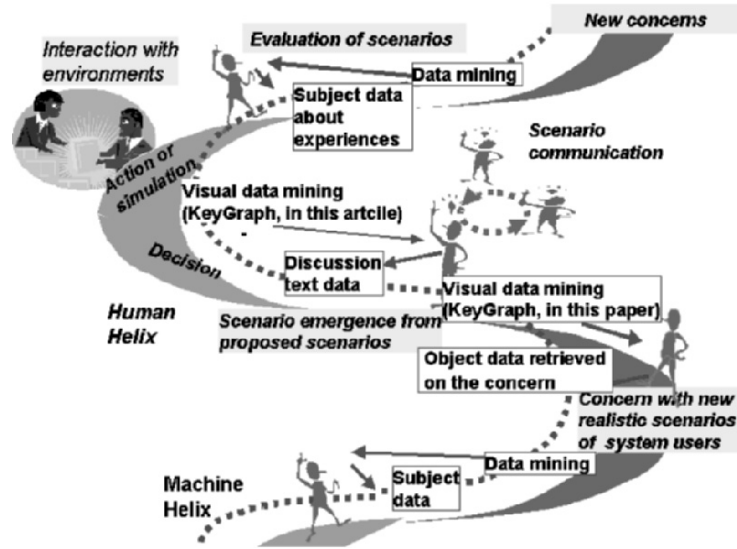 New concerns
Evaluation of scenarios
Interaction with
environments
Data mining
Subject data
about
experiences
Scenario
communication
Action or
simulation
Visual data mining
(KeyGraph, in this artcile)
Decision
Discussion
text data
Visual data mining
(KeyGraph, in this paper)
Human
Helix
Scenario emergence from
proposed scenarios
Object data retrieved
on the concern
Concern with new
realistic scenarios
of system users
Data mining
Machine
Helix
Subject
data